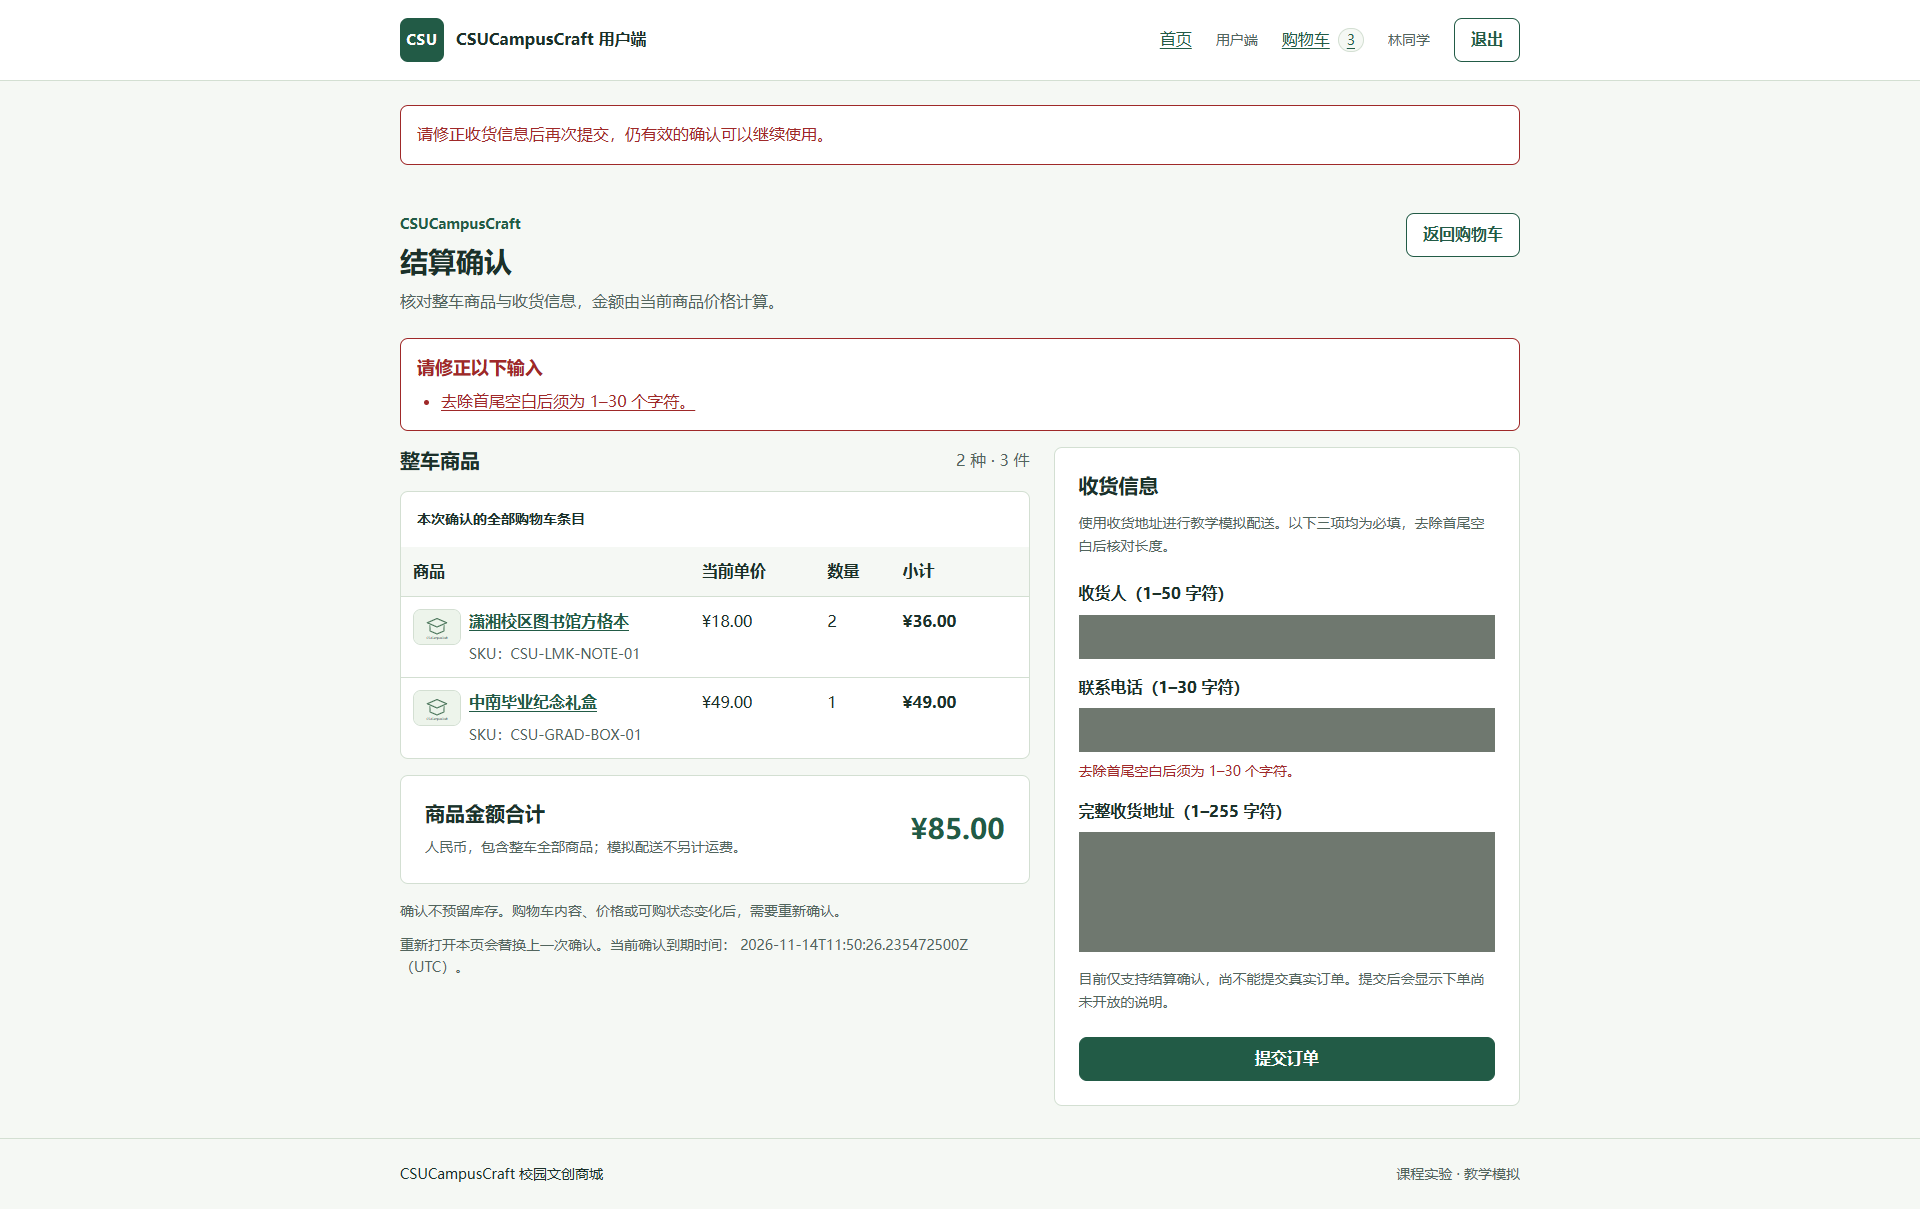 CSU CSUCampusCraft 用户端
首页 用户端 购物车 3 林同学 退出
请修正收货信息后再次提交，仍有效的确认可以继续使用。
CSUCampusCraft
结算确认
核对整车商品与收货信息，金额由当前商品价格计算。
返回购物车
请修正以下输入
• 去除首尾空白后须为 1–30 个字符。
整车商品 2 种 · 3 件
本次确认的全部购物车条目
商品 当前单价 数量 小计
潇湘校区图书馆方格本 ¥18.00 2 ¥36.00
SKU：CSU-LMK-NOTE-01
中南毕业纪念礼盒 ¥49.00 1 ¥49.00
SKU：CSU-GRAD-BOX-01
商品金额合计
人民币，包含整车全部商品；模拟配送不另计运费。
¥85.00
确认不预留库存。购物车内容、价格或可购状态变化后，需要重新确认。
重新打开本页会替换上一次确认。当前确认到期时间： 2026-11-14T11:50:26.235472500Z
（UTC）。
收货信息
使用收货地址进行教学模拟配送。以下三项均为必填，去除首尾空
白后核对长度。
收货人（1–50 字符）
联系电话（1–30 字符）
去除首尾空白后须为 1–30 个字符。
完整收货地址（1–255 字符）
目前仅支持结算确认，尚不能提交真实订单。提交后会显示下单尚
未开放的说明。
提交订单
CSUCampusCraft 校园文创商城
课程实验 · 教学模拟